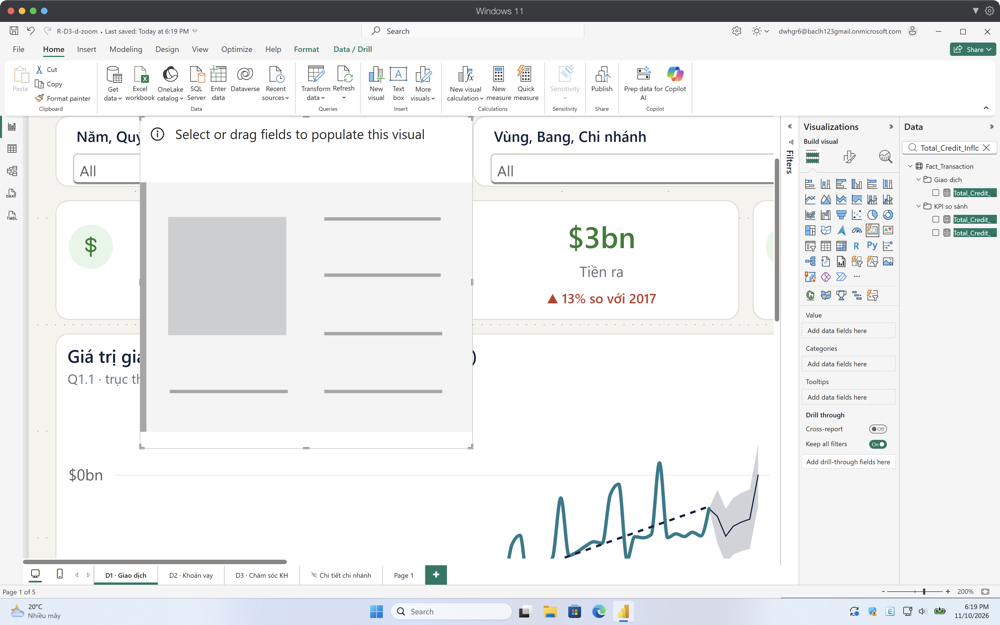 Windows 11
R-D3-d-zoom • Last saved: Today at 6:19 PM
Search
dwhgr6@baclh123gmail.onmicrosoft.com
File Home Insert Modeling Design View Optimize Help Format Data / Drill
Share
Paste
Cut
Copy
Format painter
Get data
Excel workbook
OneLake catalog
SQL Server
Enter data
Dataverse
Recent sources
Transform data
Refresh
New visual
Text box
More visuals
New visual calculation
New measure
Quick measure
Sensitivity
Publish
Prep data for AI
Copilot
Clipboard
Data
Queries
Insert
Calculations
Sensitivity
Share
Copilot
Năm, Quý
All
Select or drag fields to populate this visual
Vùng, Bang, Chi nhánh
All
$
$3bn
Tiền ra
▲ 13% so với 2017
Giá trị gia
)
Q1.1 · trục th
$0bn
Filters
Visualizations
Build visual
R
Py
Value
Add data fields here
Categories
Add data fields here
Tooltips
Add data fields here
Drill through
Cross-report
Off
Keep all filters
On
Add drill-through fields here
Data
Total_Credit_Inflc
Fact_Transaction
Giao dịch
Total_Credit_
KPI so sánh
Total_Credit_
Total_Credit_
D1 · Giao dịch
D2 · Khoản vay
D3 · Chăm sóc KH
Chi tiết chi nhánh
Page 1
Page 1 of 5
200%
20°C
Nhiều mây
Search
6:19 PM
11/10/2026